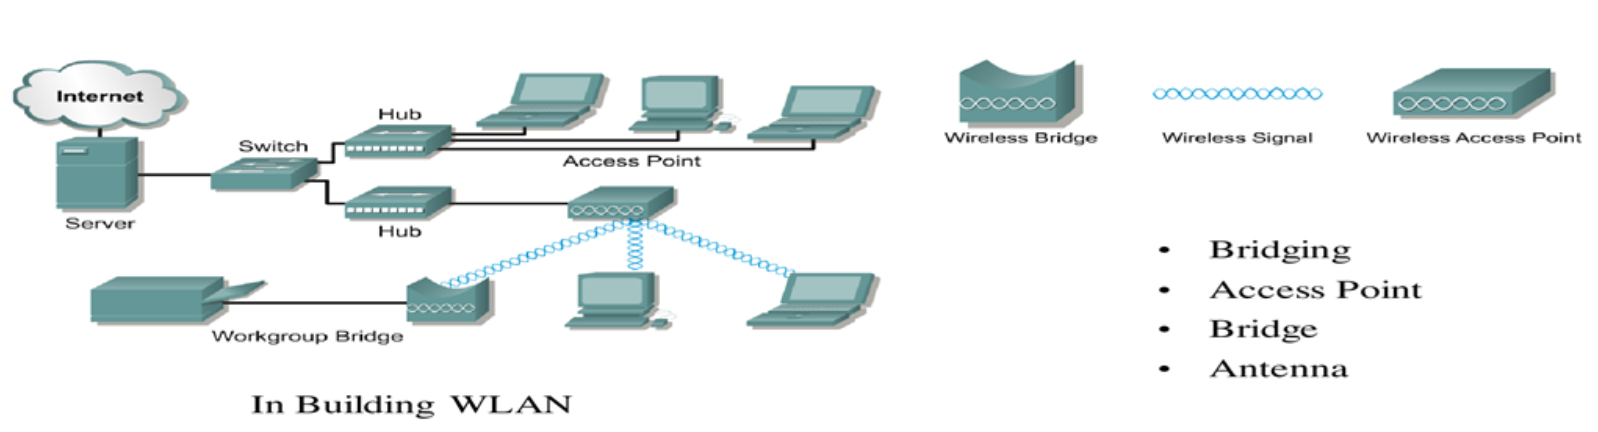 Internet
Hub
Switch
Access Point
Server
Hub
Workgroup Bridge
In Building WLAN
Wireless Bridge
Wireless Signal
Wireless Access Point
• Bridging
• Access Point
• Bridge
• Antenna